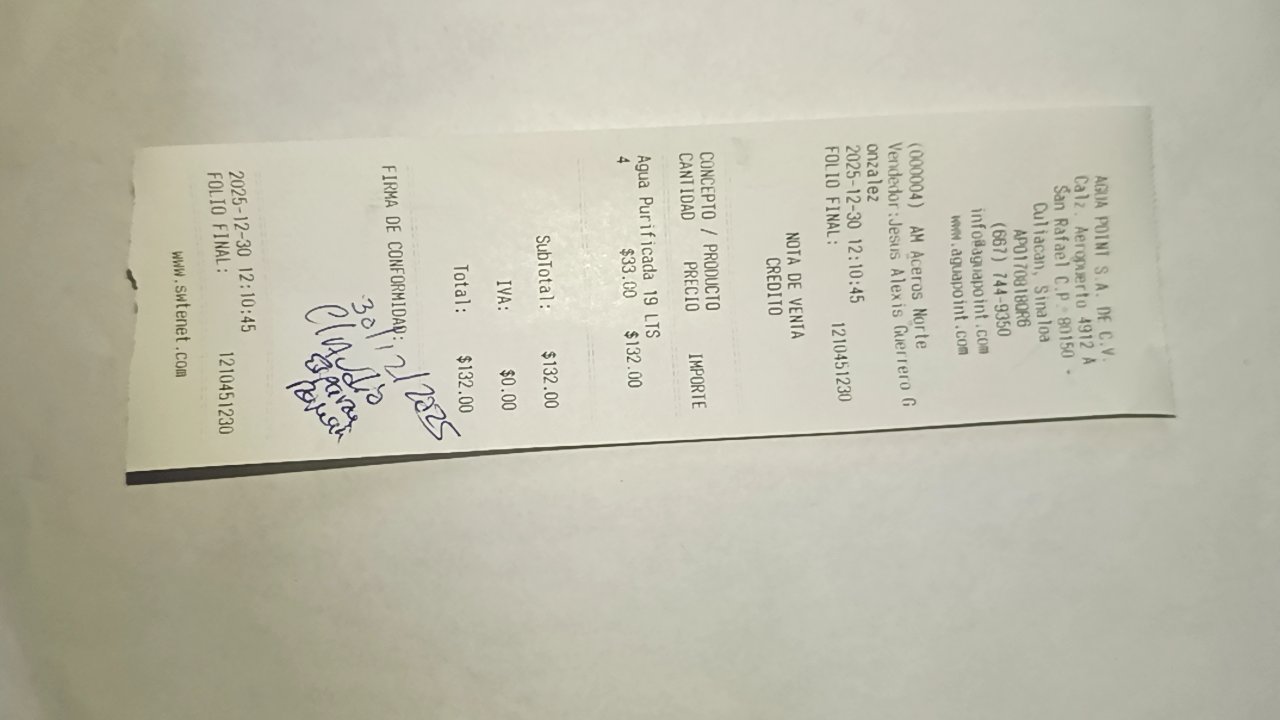 AGUA POINT S.A. DE C.V.
Calz. Aeropuerto 4912 A
San Rafael C.P. 80150 .
Culiacan, Sinaloa
APO170818QR6
(667) 744-9350
info@aguapoint.com
www.aguapoint.com
(000004) AM Aceros Norte
Vendedor:Jesus Alexis Guerrero G
onzalez
2025-12-30 12:10:45
FOLIO FINAL: 1210451230
NOTA DE VENTA
CREDITO
CONCEPTO / PRODUCTO
CANTIDAD PRECIO IMPORTE
Agua Purificada 19 LTS
4 $33.00 $132.00
SubTotal: $132.00
IVA: $0.00
Total: $132.00
FIRMA DE CONFORMIDAD:
30/12/2025
Claudia
2025-12-30 12:10:45
FOLIO FINAL: 1210451230
www.swtenet.com